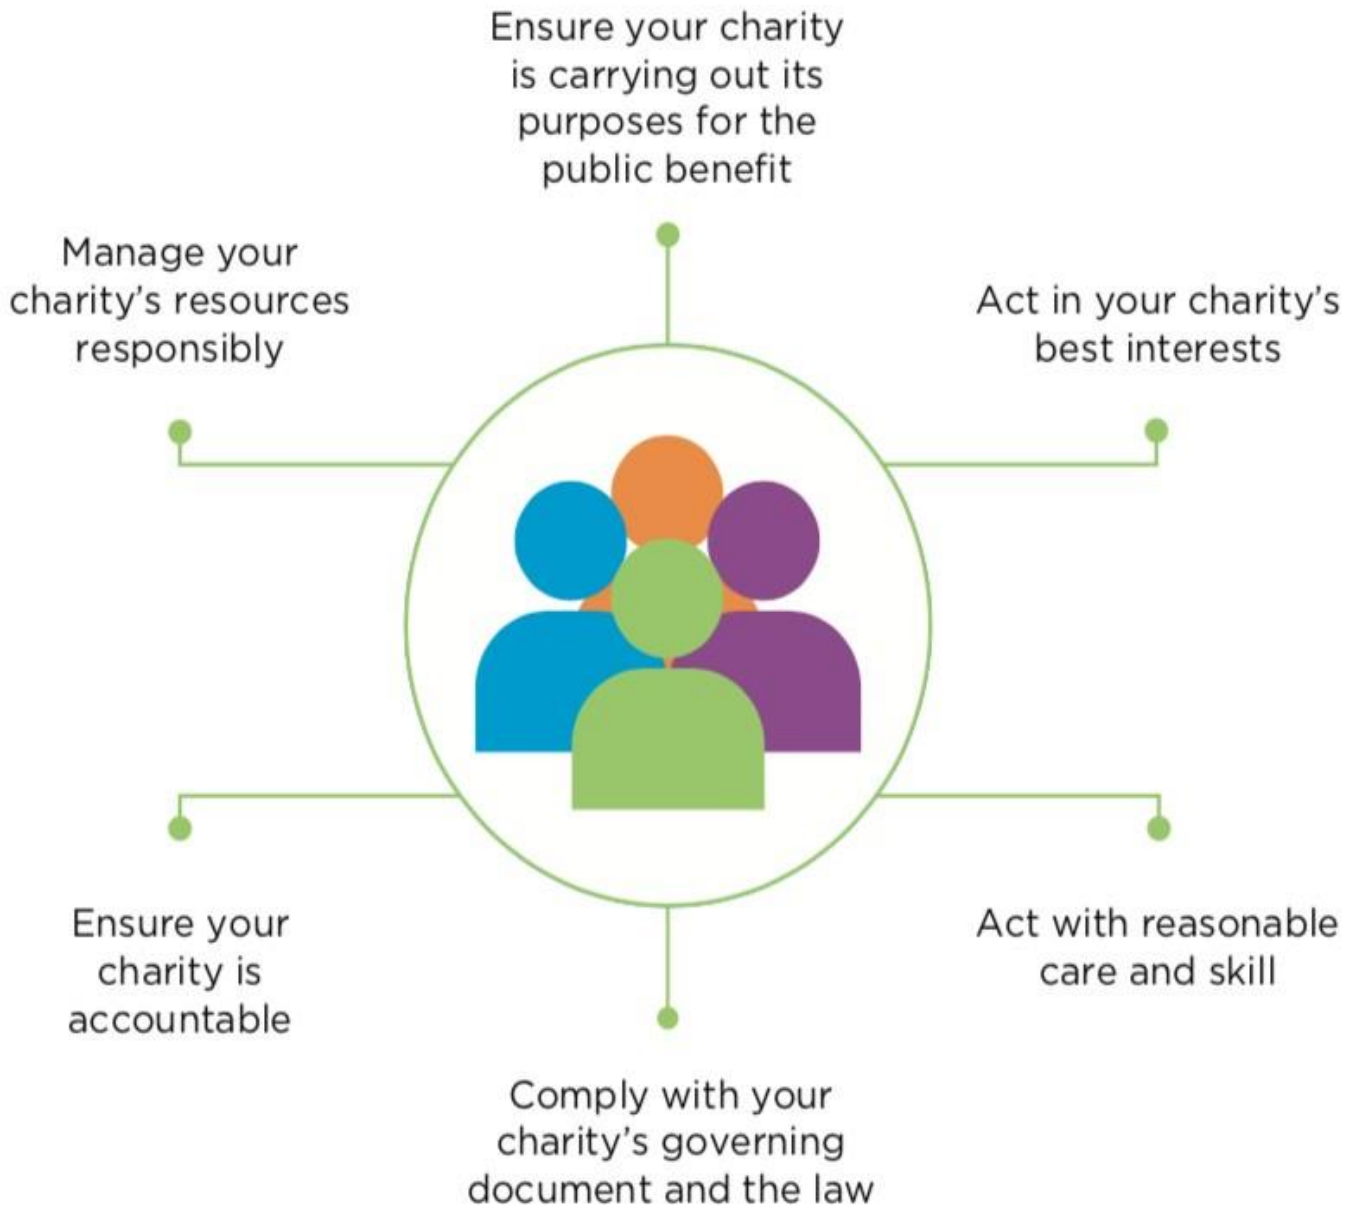 Ensure your charity
is carrying out its
purposes for the
public benefit
Manage your
charity’s resources
responsibly
Act in your charity’s
best interests
Ensure your
charity is
accountable
Act with reasonable
care and skill
Comply with your
charity’s governing
document and the law